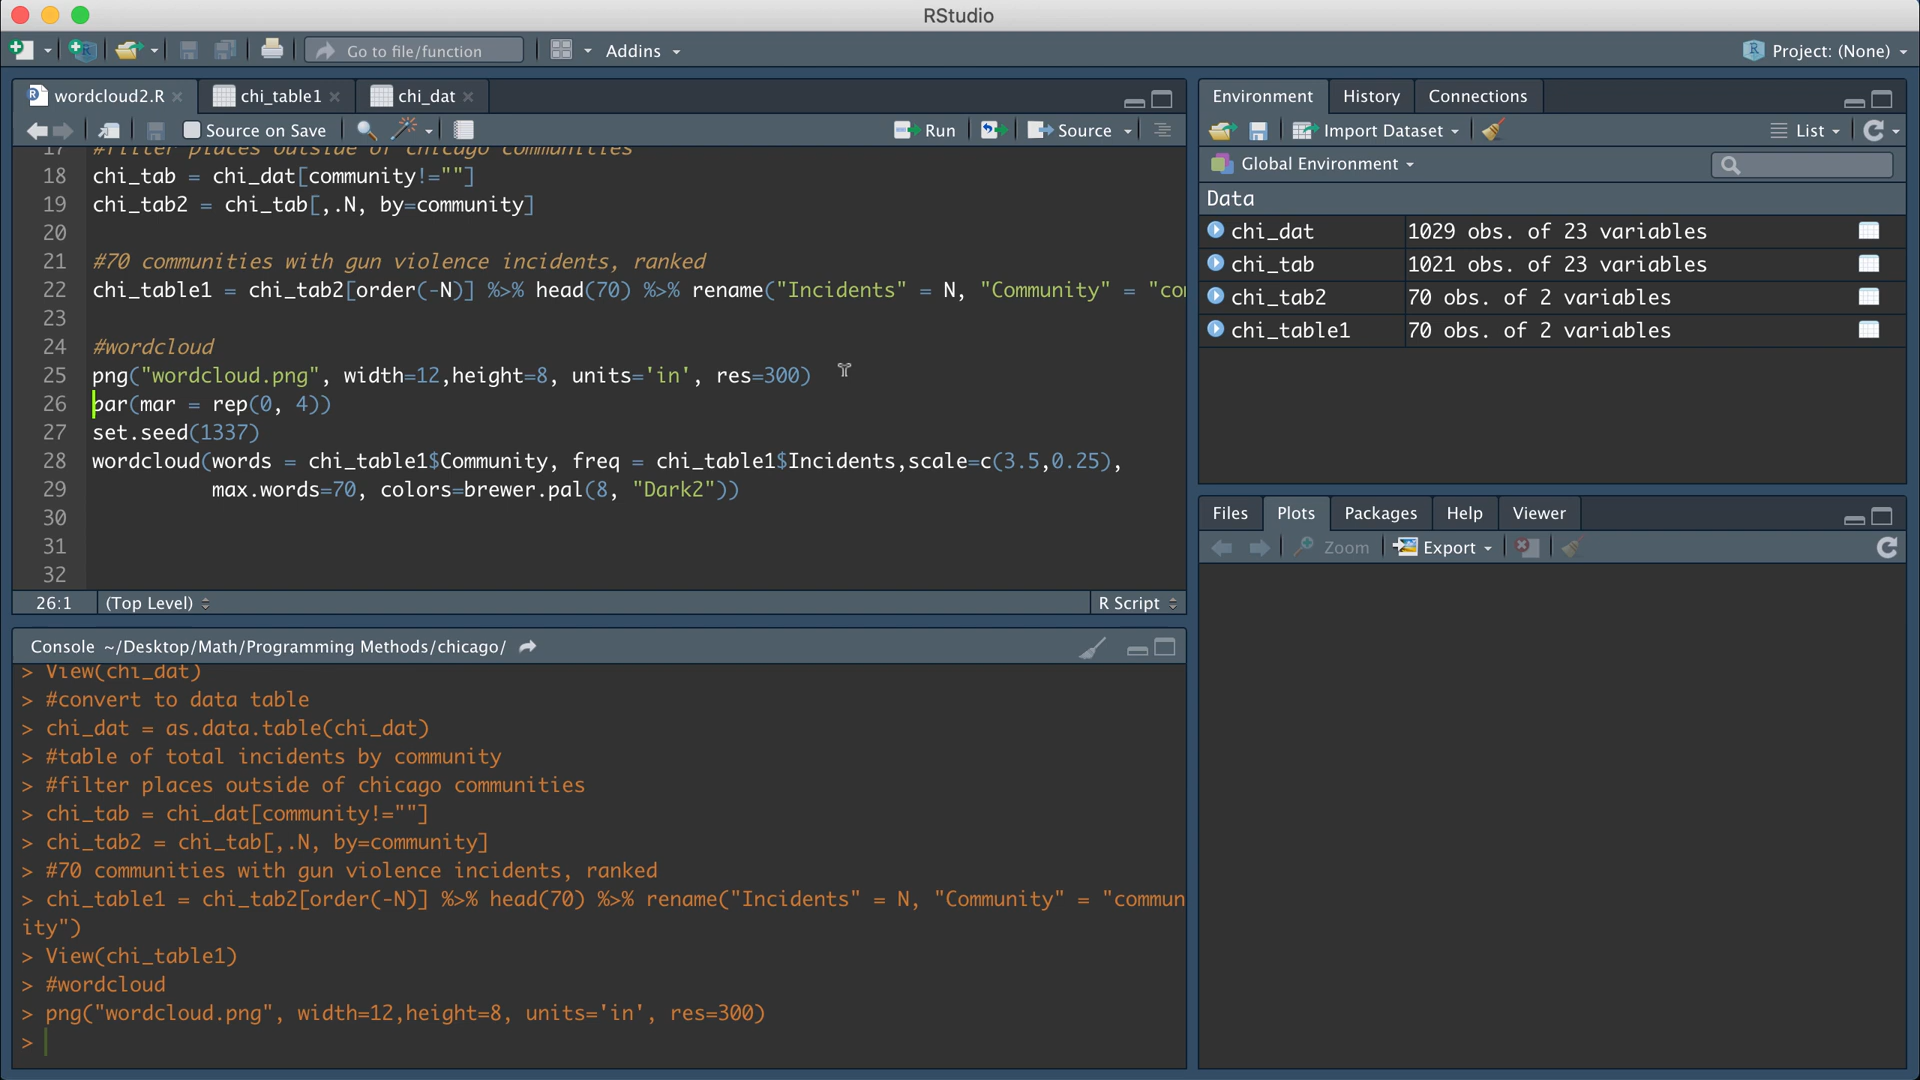 RStudio
Go to file/function
Addins
Project: (None)
wordcloud2.R
chi_table1
chi_dat
Source on Save
Run
Source
17 #filter places outside of chicago communities
18 chi_tab = chi_dat[community!=""]
19 chi_tab2 = chi_tab[,.N, by=community]
20
21 #70 communities with gun violence incidents, ranked
22 chi_table1 = chi_tab2[order(-N)] %>% head(70) %>% rename("Incidents" = N, "Community" = "co
23
24 #wordcloud
25 png("wordcloud.png", width=12,height=8, units='in', res=300)
26 par(mar = rep(0, 4))
27 set.seed(1337)
28 wordcloud(words = chi_table1$Community, freq = chi_table1$Incidents,scale=c(3.5,0.25),
29 max.words=70, colors=brewer.pal(8, "Dark2"))
30
31
32
26:1 (Top Level) R Script
Console ~/Desktop/Math/Programming Methods/chicago/
> View(chi_dat)
> #convert to data table
> chi_dat = as.data.table(chi_dat)
> #table of total incidents by community
> #filter places outside of chicago communities
> chi_tab = chi_dat[community!=""]
> chi_tab2 = chi_tab[,.N, by=community]
> #70 communities with gun violence incidents, ranked
> chi_table1 = chi_tab2[order(-N)] %>% head(70) %>% rename("Incidents" = N, "Community" = "commun
ity")
> View(chi_table1)
> #wordcloud
> png("wordcloud.png", width=12,height=8, units='in', res=300)
>
Environment History Connections
Import Dataset List
Global Environment
Data
chi_dat 1029 obs. of 23 variables
chi_tab 1021 obs. of 23 variables
chi_tab2 70 obs. of 2 variables
chi_table1 70 obs. of 2 variables
Files Plots Packages Help Viewer
Zoom Export